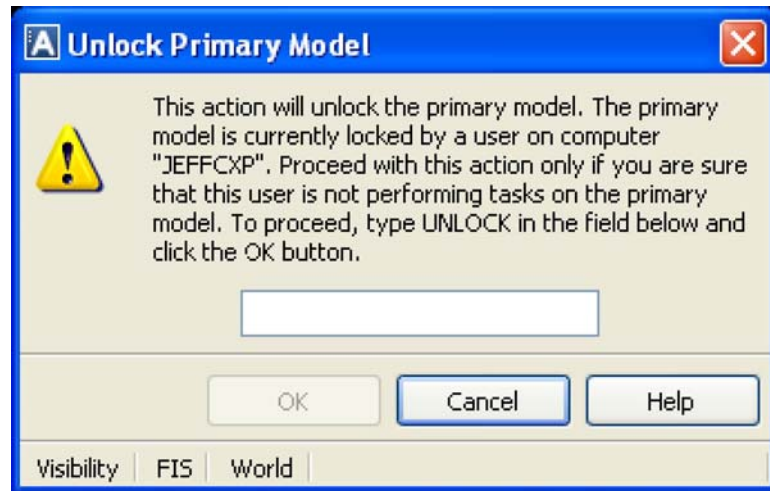 A Unlock Primary Model
This action will unlock the primary model. The primary
model is currently locked by a user on computer
"JEFFCXP". Proceed with this action only if you are sure
that this user is not performing tasks on the primary
model. To proceed, type UNLOCK in the field below and
click the OK button.
OK Cancel Help
Visibility FIS World